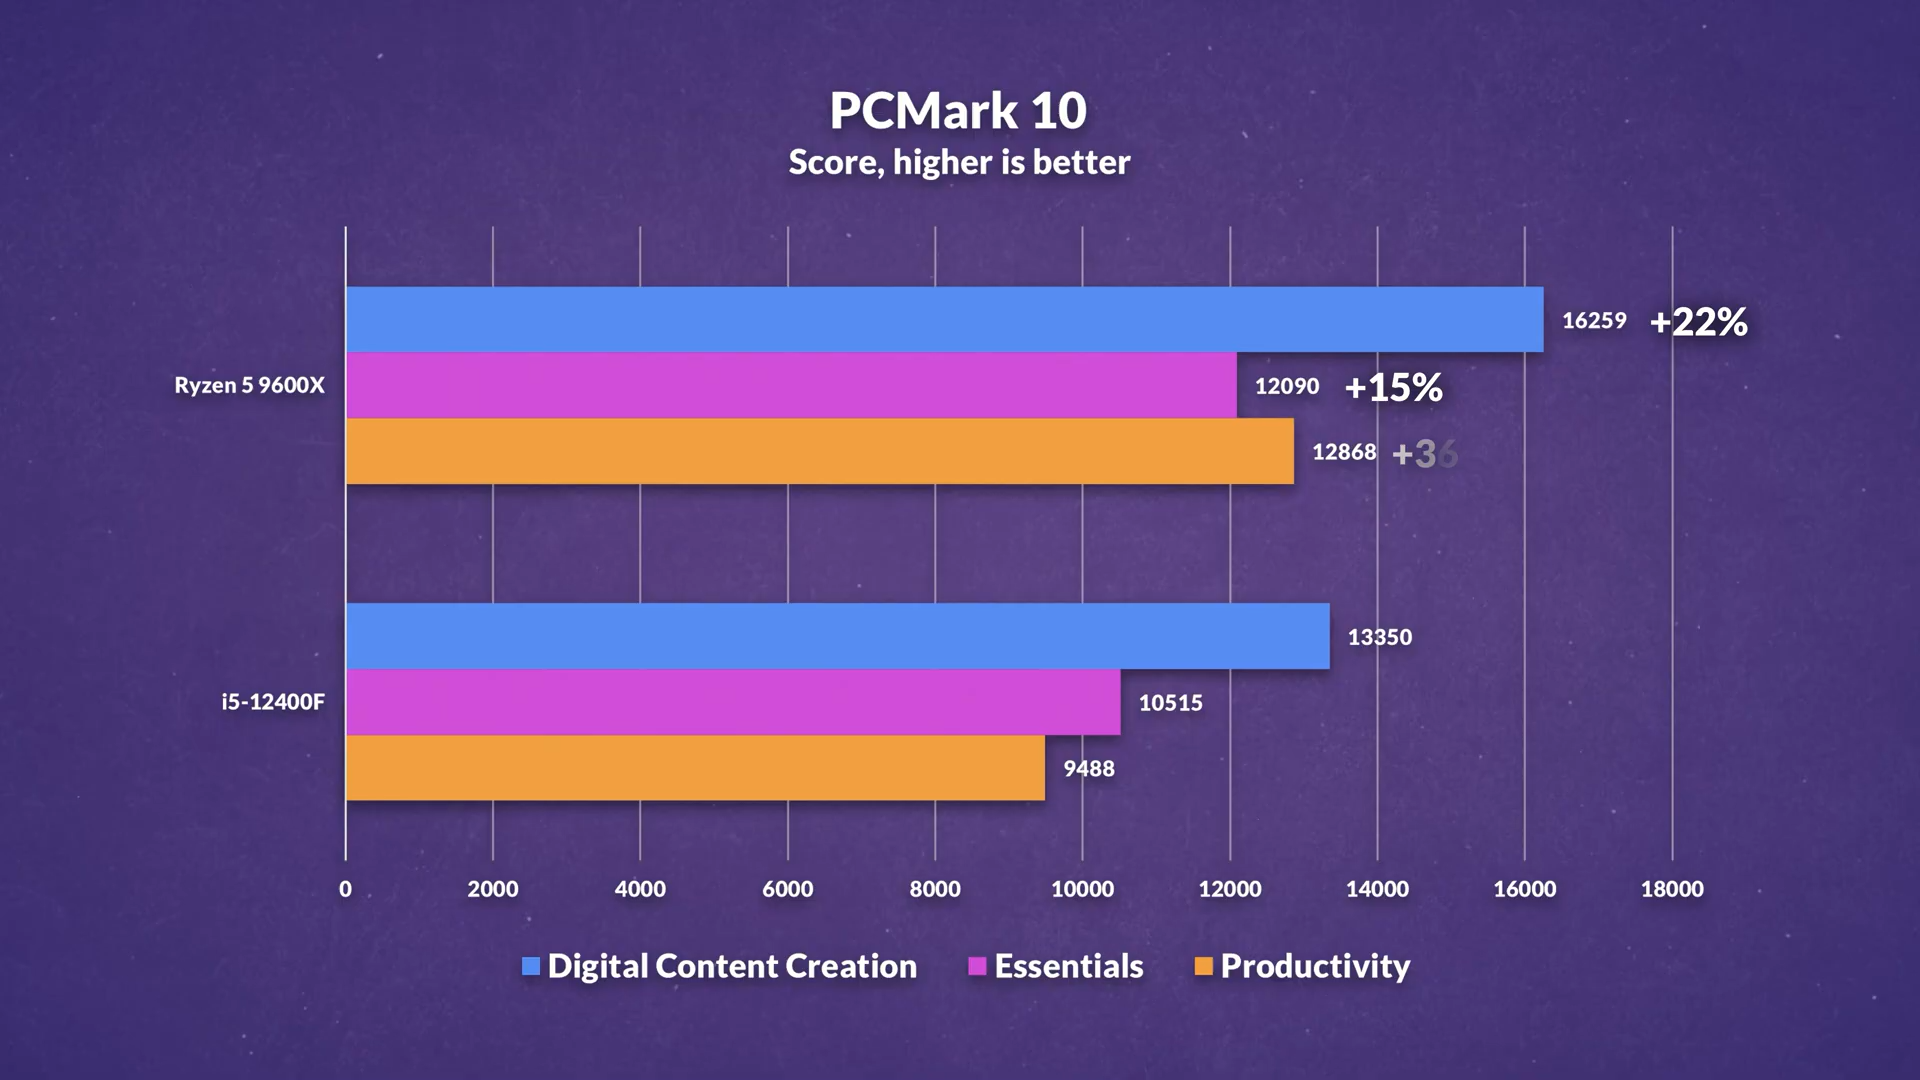 PCMark 10
Score, higher is better
16259 +22%
Ryzen 5 9600X
12090 +15%
12868 +36
13350
i5-12400F
10515
9488
0 2000 4000 6000 8000 10000 12000 14000 16000 18000
Digital Content Creation Essentials Productivity